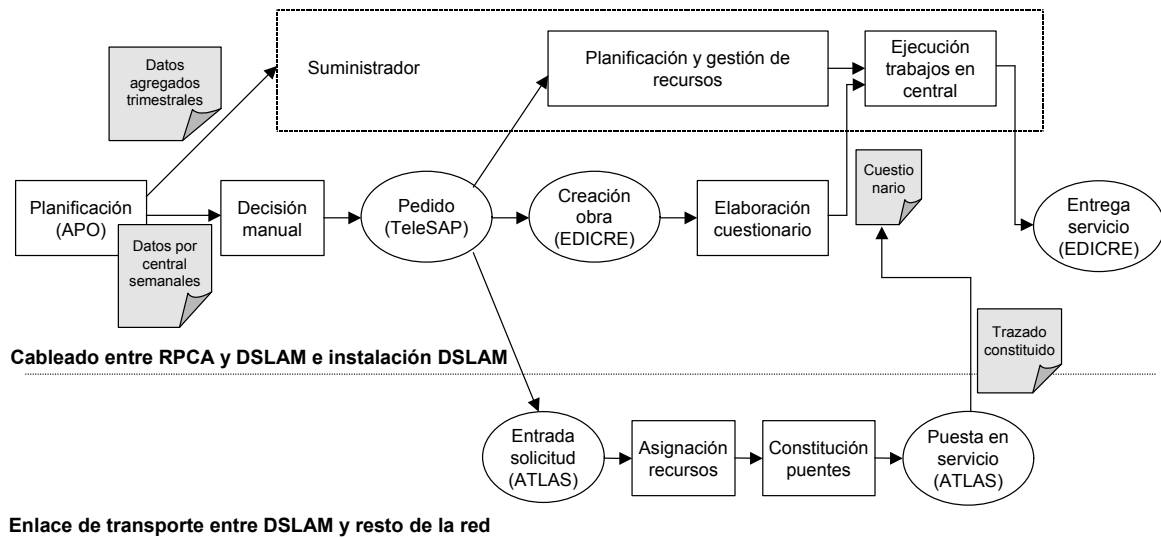 Datos
agregados
trimestrales
Suministrador
Planificación y gestión de
recursos
Ejecución
trabajos en
central
Planificación
(APO)
Datos por
central
semanales
Decisión
manual
Pedido
(TeleSAP)
Creación
obra
(EDICRE)
Elaboración
cuestionario
Cuestio
nario
Entrega
servicio
(EDICRE)
Trazado
constituido
Cableado entre RPCA y DSLAM e instalación DSLAM
Entrada
solicitud
(ATLAS)
Asignación
recursos
Constitución
puentes
Puesta en
servicio
(ATLAS)
Enlace de transporte entre DSLAM y resto de la red